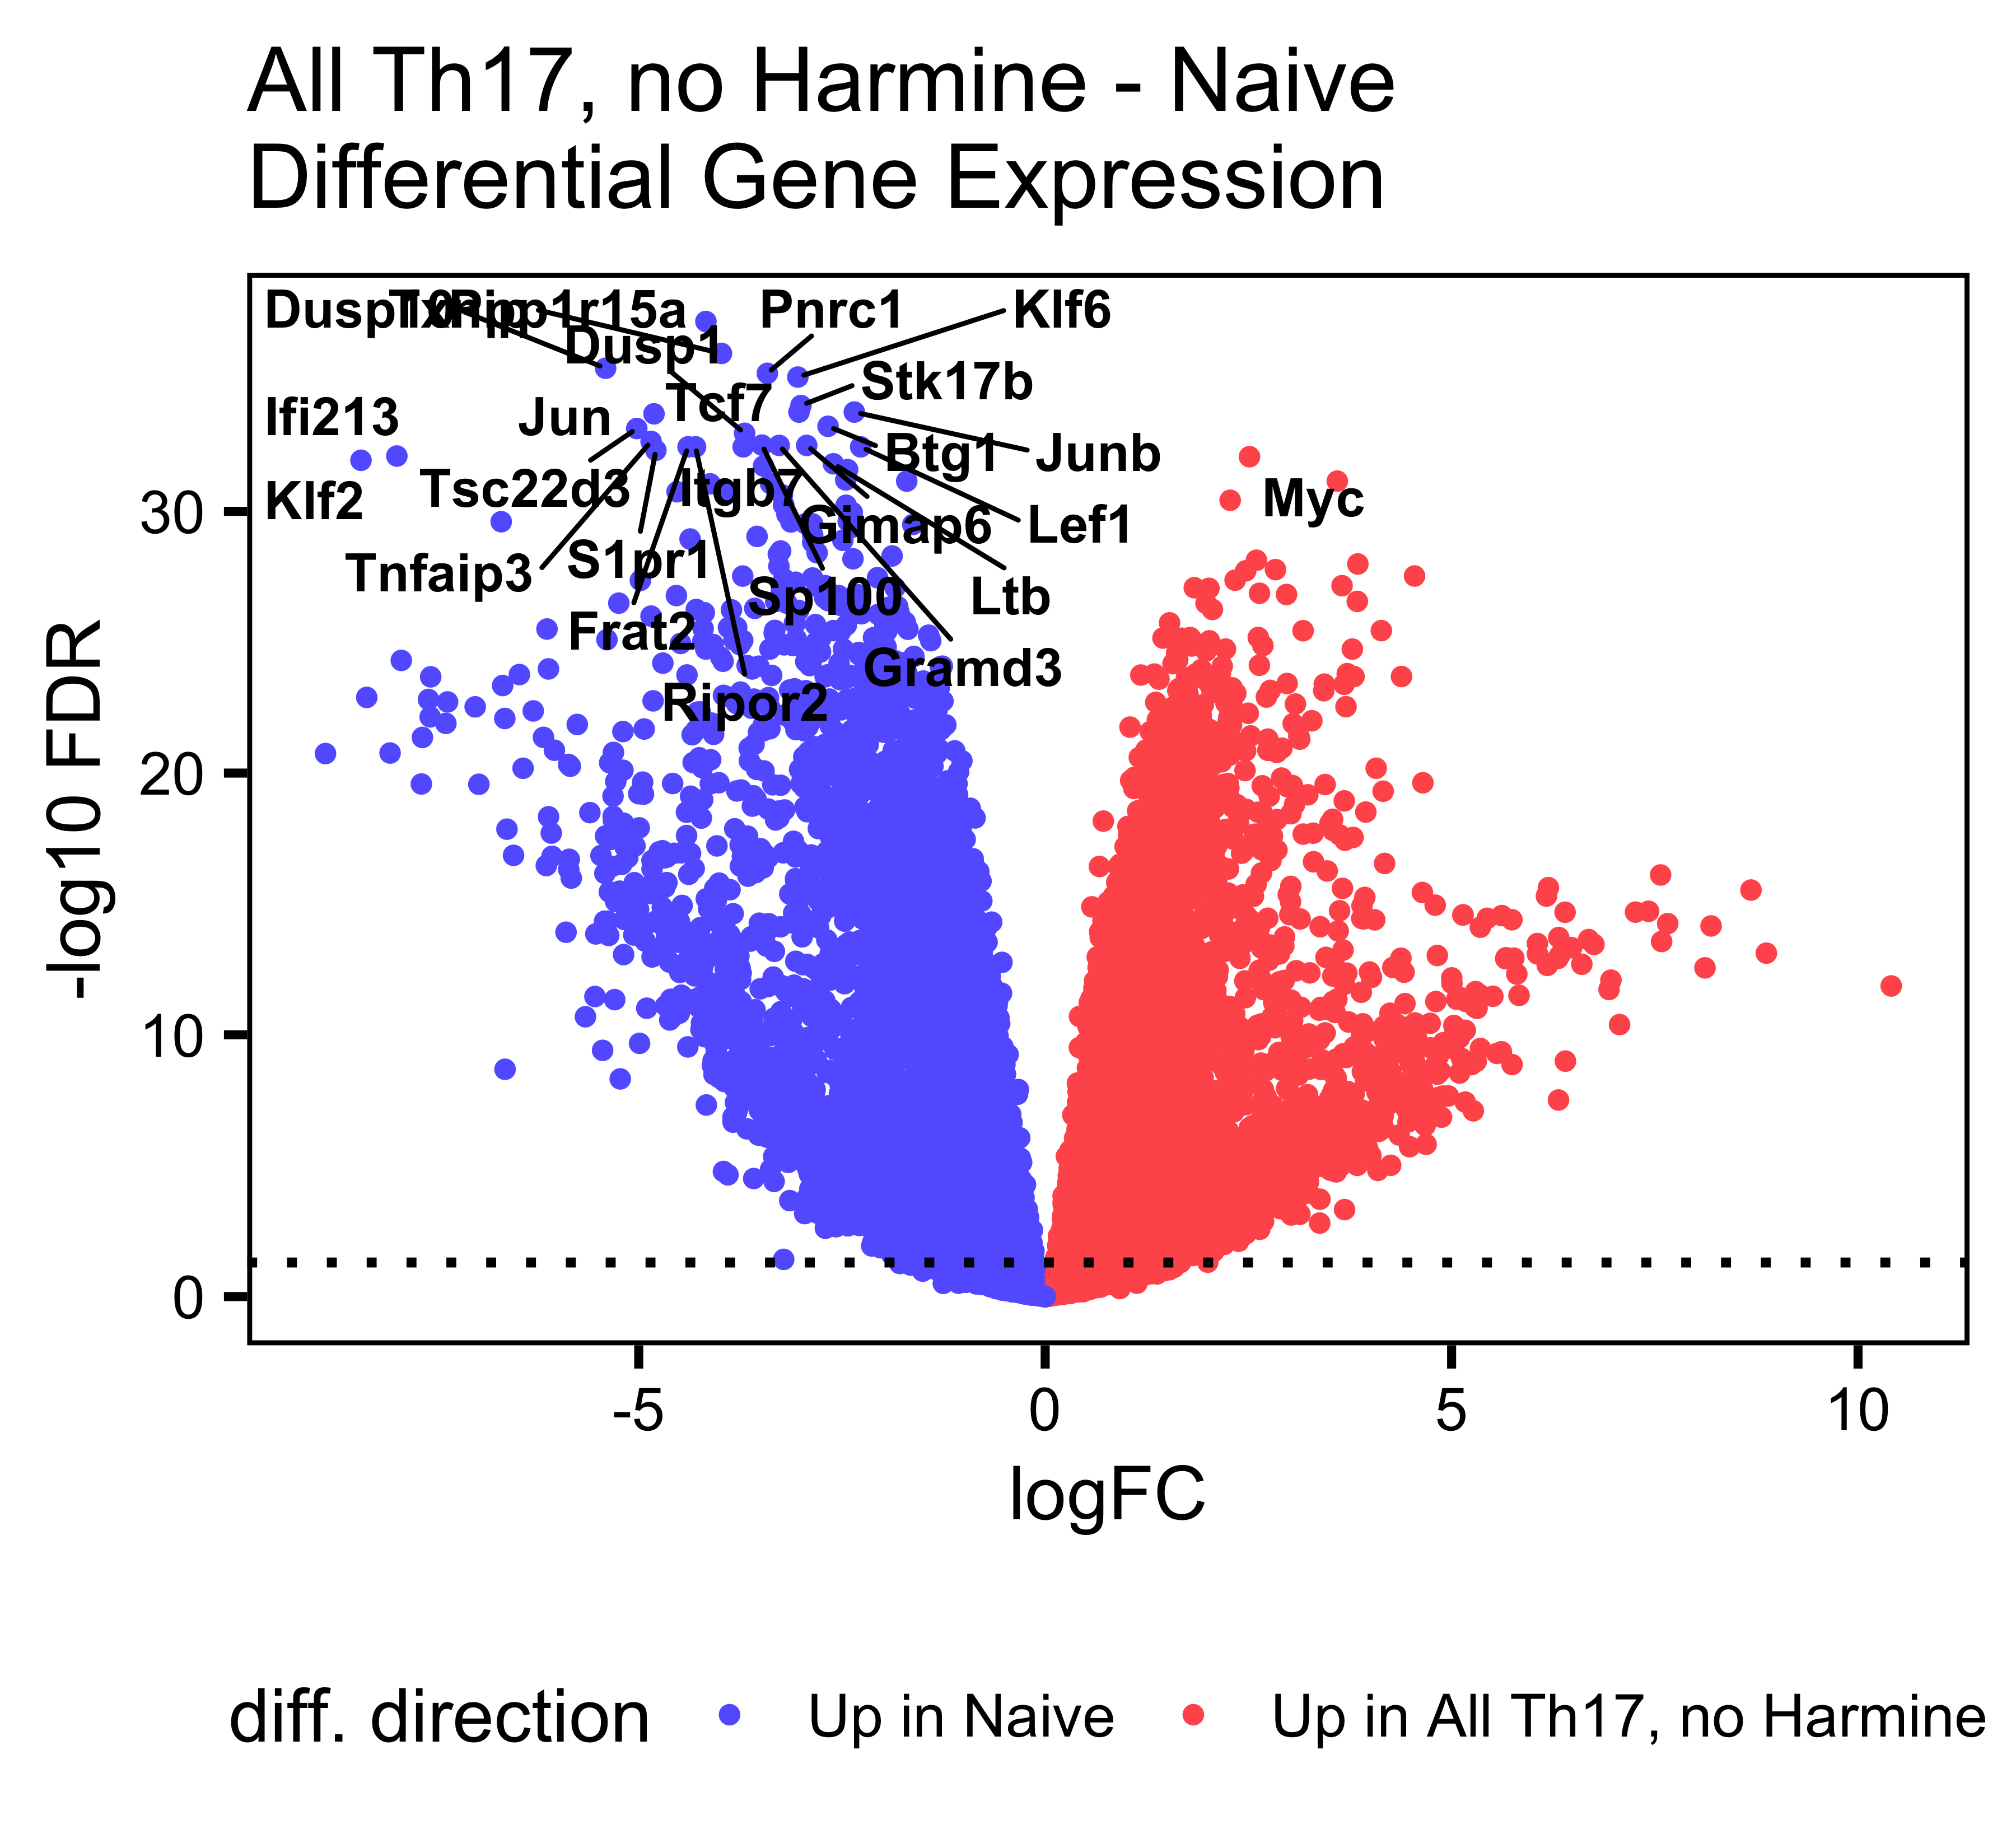 All Th17, no Harmine - Naive
Differential Gene Expression
Pnrc1
Klf6
Dusp1
Stk17b
Tcf7
Ifi213
Jun
Btg1
Junb
Klf2
Tsc22d3
Itgb7
Myc
Gimap6
Lef1
Tnfaip3
S1pr1
Sp100
Ltb
Frat2
Gramd3
Ripor2
-log10 FDR
30
20
10
0
-5
0
5
10
logFC
diff. direction
Up in Naive
Up in All Th17, no Harmine